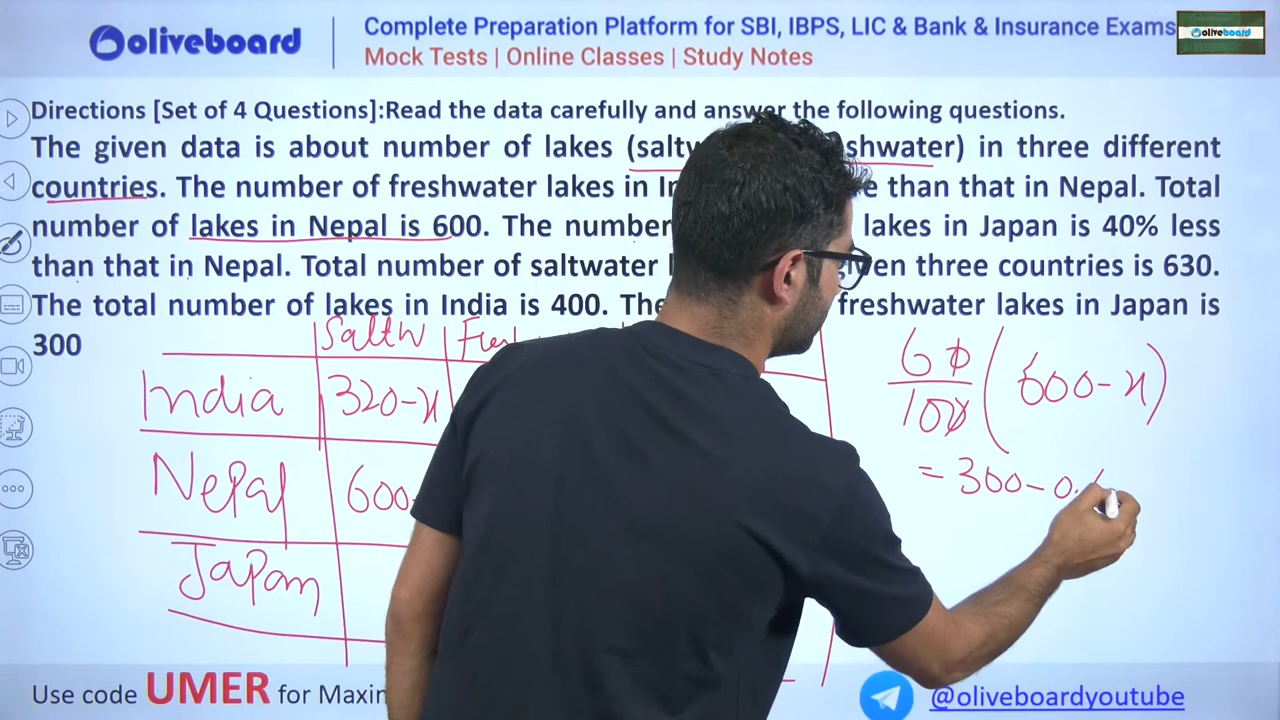 oliveboard
Complete Preparation Platform for SBI, IBPS, LIC & Bank & Insurance Exams
Mock Tests | Online Classes | Study Notes
oliveboard
Directions [Set of 4 Questions]:Read the data carefully and answer the following questions.
The given data is about number of lakes (saltw shwater) in three different
countries. The number of freshwater lakes in In e than that in Nepal. Total
number of lakes in Nepal is 600. The number lakes in Japan is 40% less
than that in Nepal. Total number of saltwater given three countries is 630.
The total number of lakes in India is 400. The freshwater lakes in Japan is
300
Saltw Fresh
India 320-x
Nepal 600-
Japan
60/100 (600-x)
= 300-0.
Use code UMER for Maxim
@oliveboardyoutube